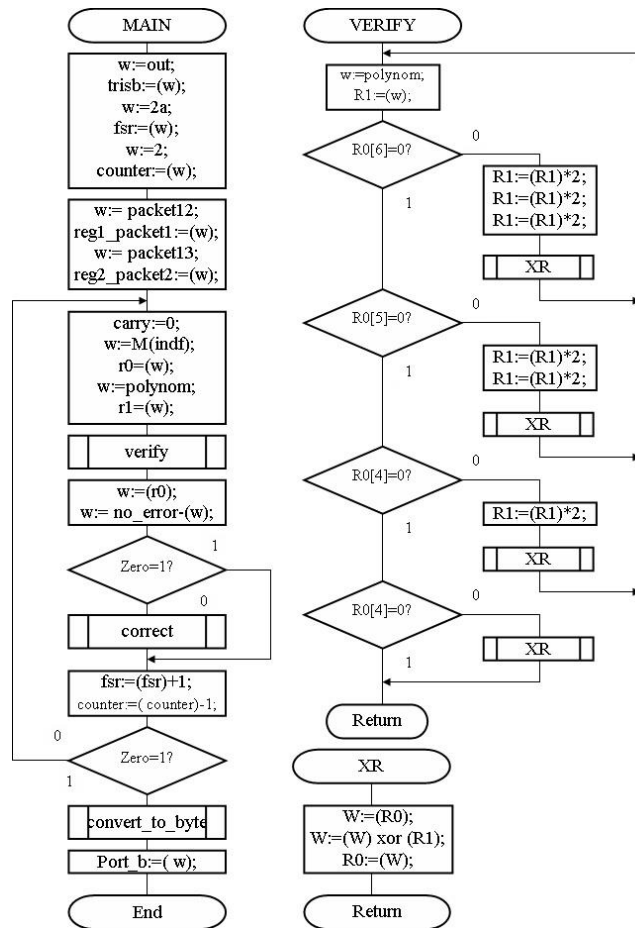 MAIN
w:=out;
trisb:=(w);
w:=2a;
fsr:=(w);
w:=2;
counter:=(w);
w:= packet12;
reg1_packet1:=(w);
w:= packet13;
reg2_packet2:=(w);
carry:=0;
w:=M(indf);
r0=(w);
w:=polynom;
r1=(w);
verify
w:=(r0);
w:= no_error-(w);
Zero=1?
1
0
correct
fsr:=(fsr)+1;
counter:=( counter)-1;
0
Zero=1?
1
convert_to_byte
Port_b:=( w);
End
VERIFY
w:=polynom;
R1:=(w);
R0[6]=0?
0
1
R1:=(R1)*2;
R1:=(R1)*2;
R1:=(R1)*2;
XR
R0[5]=0?
0
1
R1:=(R1)*2;
R1:=(R1)*2;
XR
R0[4]=0?
0
1
R1:=(R1)*2;
XR
R0[4]=0?
0
1
XR
Return
XR
W:=(R0);
W:=(W) xor (R1);
R0:=(W);
Return